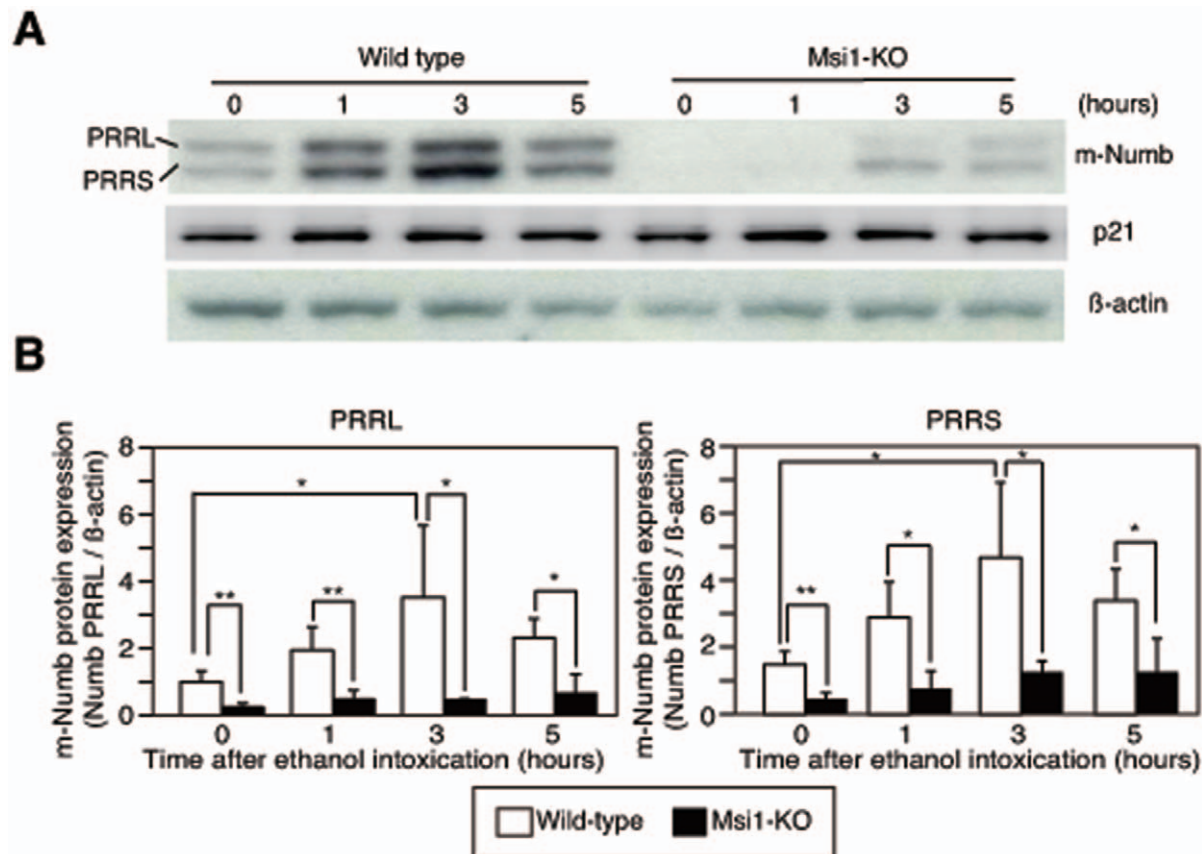 A
Wild type Msi1-KO
0 1 3 5 0 1 3 5 (hours)
PRRL
m-Numb
PRRS
p21
ß-actin
B
PRRL PRRS
m-Numb protein expression
(Numb PRRL / ß-actin)
8
6
4
2
0
* * ** ** *
0 1 3 5
Time after ethanol intoxication (hours)
m-Numb protein expression
(Numb PRRS / ß-actin)
8
6
4
2
0
* * * * **
0 1 3 5
Time after ethanol intoxication (hours)
Wild-type Msi1-KO